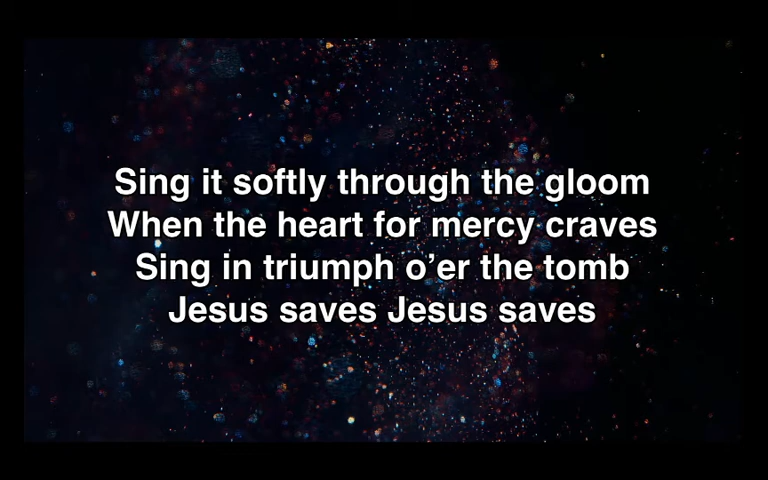 Sing it softly through the gloom
When the heart for mercy craves
Sing in triumph o’er the tomb
Jesus saves Jesus saves